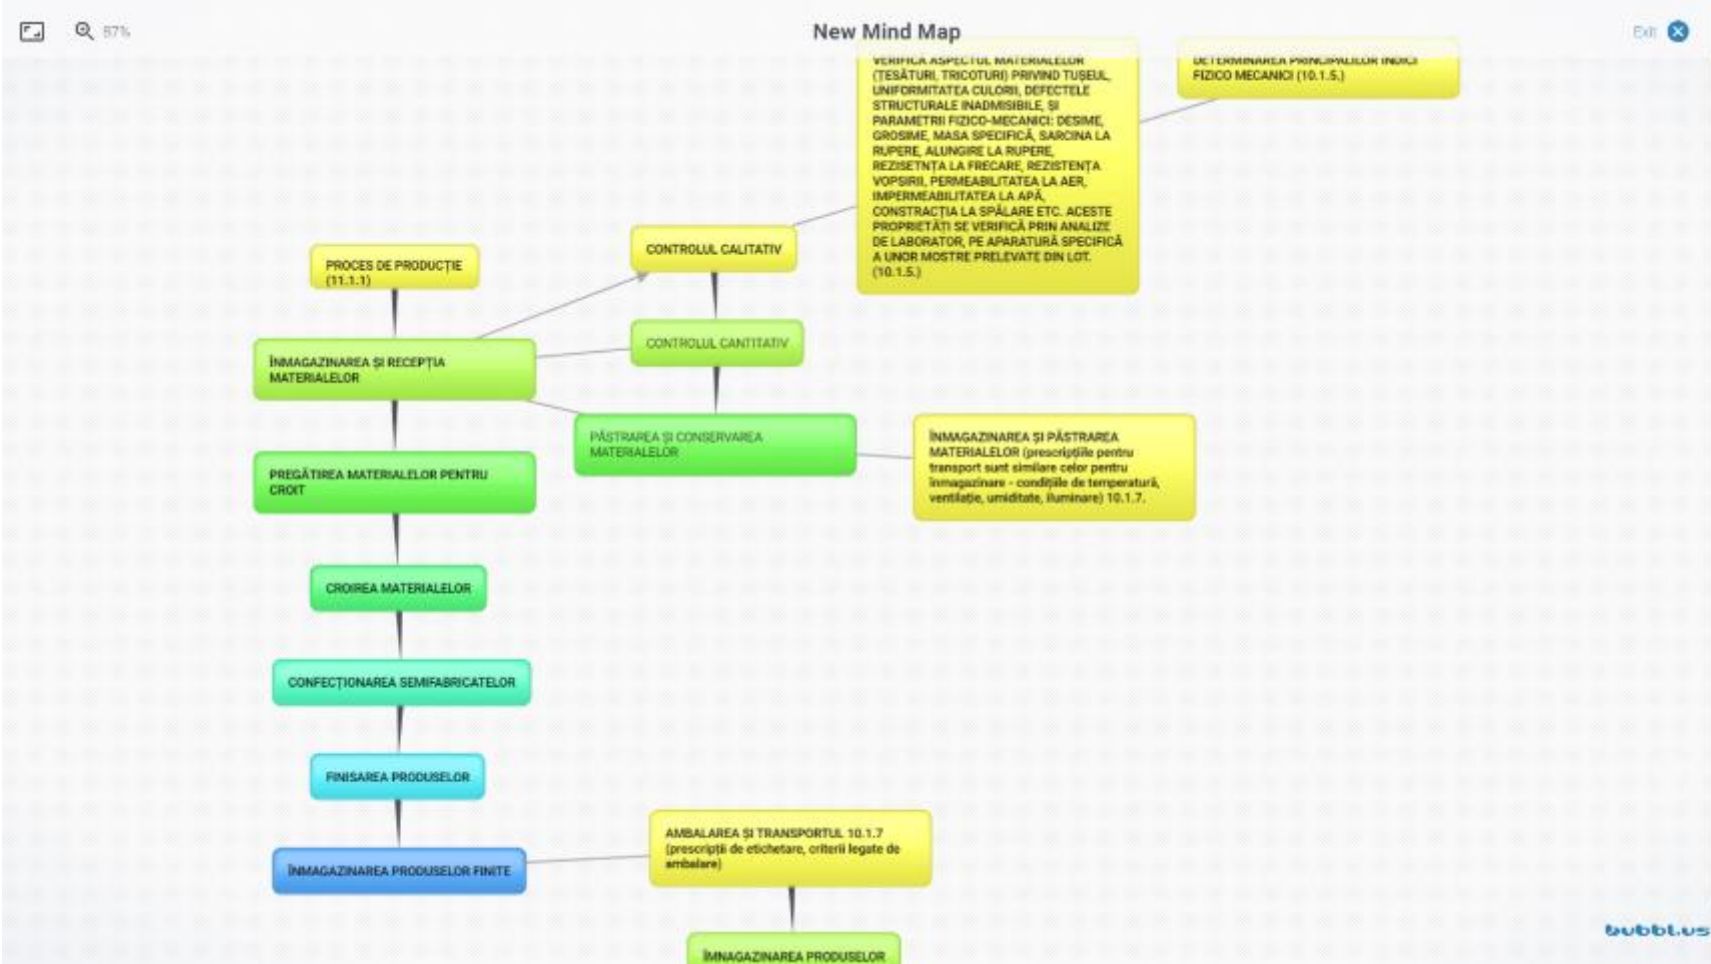 87%
New Mind Map
Exit
VERIFICĂ ASPECTUL MATERIALELOR
(ȚESĂTURI, TRICOTURI) PRIVIND TUȘEUL,
UNIFORMITATEA CULORII, DEFECTELE
STRUCTURALE INADMISIBILE, ȘI
PARAMETRII FIZICO-MECANICI: DESIME,
GROSIME, MASA SPECIFICĂ, SARCINA LA
RUPERE, ALUNGIRE LA RUPERE,
REZISETNȚA LA FRECARE, REZISTENȚA
VOPSIRII, PERMEABILITATEA LA AER,
IMPERMEABILITATEA LA APĂ,
CONSTRACȚIA LA SPĂLARE ETC. ACESTE
PROPRIETĂȚI SE VERIFICĂ PRIN ANALIZE
DE LABORATOR, PE APARATURĂ SPECIFICĂ
A UNOR MOSTRE PRELEVATE DIN LOT.
(10.1.5.)
DETERMINAREA PRINCIPALILOR INDICI
FIZICO MECANICI (10.1.5.)
CONTROLUL CALITATIV
PROCES DE PRODUCȚIE
(11.1.1)
CONTROLUL CANTITATIV
ÎNMAGAZINAREA ȘI RECEPȚIA
MATERIALELOR
PĂSTRAREA ȘI CONSERVAREA
MATERIALELOR
ÎNMAGAZINAREA ȘI PĂSTRAREA
MATERIALELOR (prescripțiile pentru
transport sunt similare celor pentru
înmagazinare - condițiile de temperatură,
ventilație, umiditate, iluminare) 10.1.7.
PREGĂTIREA MATERIALELOR PENTRU
CROIT
CROIREA MATERIALELOR
CONFECȚIONAREA SEMIFABRICATELOR
FINISAREA PRODUSELOR
AMBALAREA ȘI TRANSPORTUL 10.1.7
(prescripții de etichetare, criterii legate de
ambalare)
ÎNMAGAZINAREA PRODUSELOR FINITE
bubbl.us
ÎMNAGAZINAREA PRODUSELOR